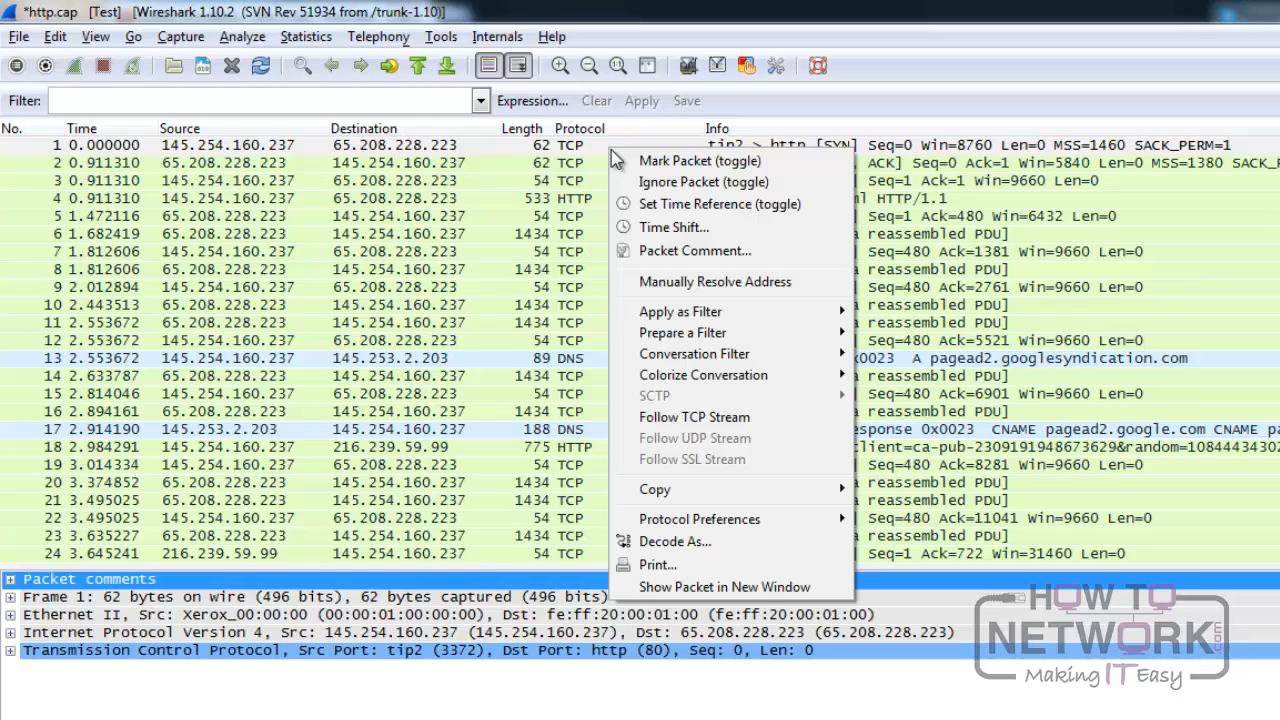 *http.cap [Test] [Wireshark 1.10.2 (SVN Rev 51934 from /trunk-1.10)]
File Edit View Go Capture Analyze Statistics Telephony Tools Internals Help
Filter: Expression... Clear Apply Save
No. Time Source Destination Length Protocol Info
1 0.000000 145.254.160.237 65.208.228.223 62 TCP tip2 > http [SYN] Seq=0 Win=8760 Len=0 MSS=1460 SACK_PERM=1
2 0.911310 65.208.228.223 145.254.160.237 62 TCP ACK] Seq=0 Ack=1 Win=5840 Len=0 MSS=1380 SACK_P
3 0.911310 145.254.160.237 65.208.228.223 54 TCP Seq=1 Ack=1 Win=9660 Len=0
4 0.911310 145.254.160.237 65.208.228.223 533 HTTP HTTP/1.1
5 1.472116 65.208.228.223 145.254.160.237 54 TCP Seq=1 Ack=480 Win=6432 Len=0
6 1.682419 65.208.228.223 145.254.160.237 1434 TCP reassembled PDU]
7 1.812606 145.254.160.237 65.208.228.223 54 TCP Seq=480 Ack=1381 Win=9660 Len=0
8 1.812606 65.208.228.223 145.254.160.237 1434 TCP reassembled PDU]
9 2.012894 145.254.160.237 65.208.228.223 54 TCP Seq=480 Ack=2761 Win=9660 Len=0
10 2.443513 65.208.228.223 145.254.160.237 1434 TCP reassembled PDU]
11 2.553672 65.208.228.223 145.254.160.237 1434 TCP reassembled PDU]
12 2.553672 145.254.160.237 65.208.228.223 54 TCP Seq=480 Ack=5521 Win=9660 Len=0
13 2.553672 145.254.160.237 145.253.2.203 89 DNS x0023 A pagead2.googlesyndication.com
14 2.633787 65.208.228.223 145.254.160.237 1434 TCP reassembled PDU]
15 2.814046 145.254.160.237 65.208.228.223 54 TCP Seq=480 Ack=6901 Win=9660 Len=0
16 2.894161 65.208.228.223 145.254.160.237 1434 TCP reassembled PDU]
17 2.914190 145.253.2.203 145.254.160.237 188 DNS esponse 0x0023 CNAME pagead2.google.com CNAME pa
18 2.984291 145.254.160.237 216.239.59.99 775 HTTP client=ca-pub-2309191948673629&random=10844434302
19 3.014334 145.254.160.237 65.208.228.223 54 TCP Seq=480 Ack=8281 Win=9660 Len=0
20 3.374852 65.208.228.223 145.254.160.237 1434 TCP reassembled PDU]
21 3.495025 65.208.228.223 145.254.160.237 1434 TCP reassembled PDU]
22 3.495025 145.254.160.237 65.208.228.223 54 TCP Seq=480 Ack=11041 Win=9660 Len=0
23 3.635227 65.208.228.223 145.254.160.237 1434 TCP reassembled PDU]
24 3.645241 216.239.59.99 145.254.160.237 54 TCP Seq=1 Ack=722 Win=31460 Len=0
Mark Packet (toggle)
Ignore Packet (toggle)
Set Time Reference (toggle)
Time Shift...
Packet Comment...
Manually Resolve Address
Apply as Filter
Prepare a Filter
Conversation Filter
Colorize Conversation
SCTP
Follow TCP Stream
Follow UDP Stream
Follow SSL Stream
Copy
Protocol Preferences
Decode As...
Print...
Show Packet in New Window
Packet comments
Frame 1: 62 bytes on wire (496 bits), 62 bytes captured (496 bits)
Ethernet II, Src: Xerox_00:00:00 (00:00:01:00:00:00), Dst: fe:ff:20:00:01:00 (fe:ff:20:00:01:00)
Internet Protocol Version 4, Src: 145.254.160.237 (145.254.160.237), Dst: 65.208.228.223 (65.208.228.223)
Transmission Control Protocol, Src Port: tip2 (3372), Dst Port: http (80), Seq: 0, Len: 0
HOW TO
NETWORK.com
Making IT Easy